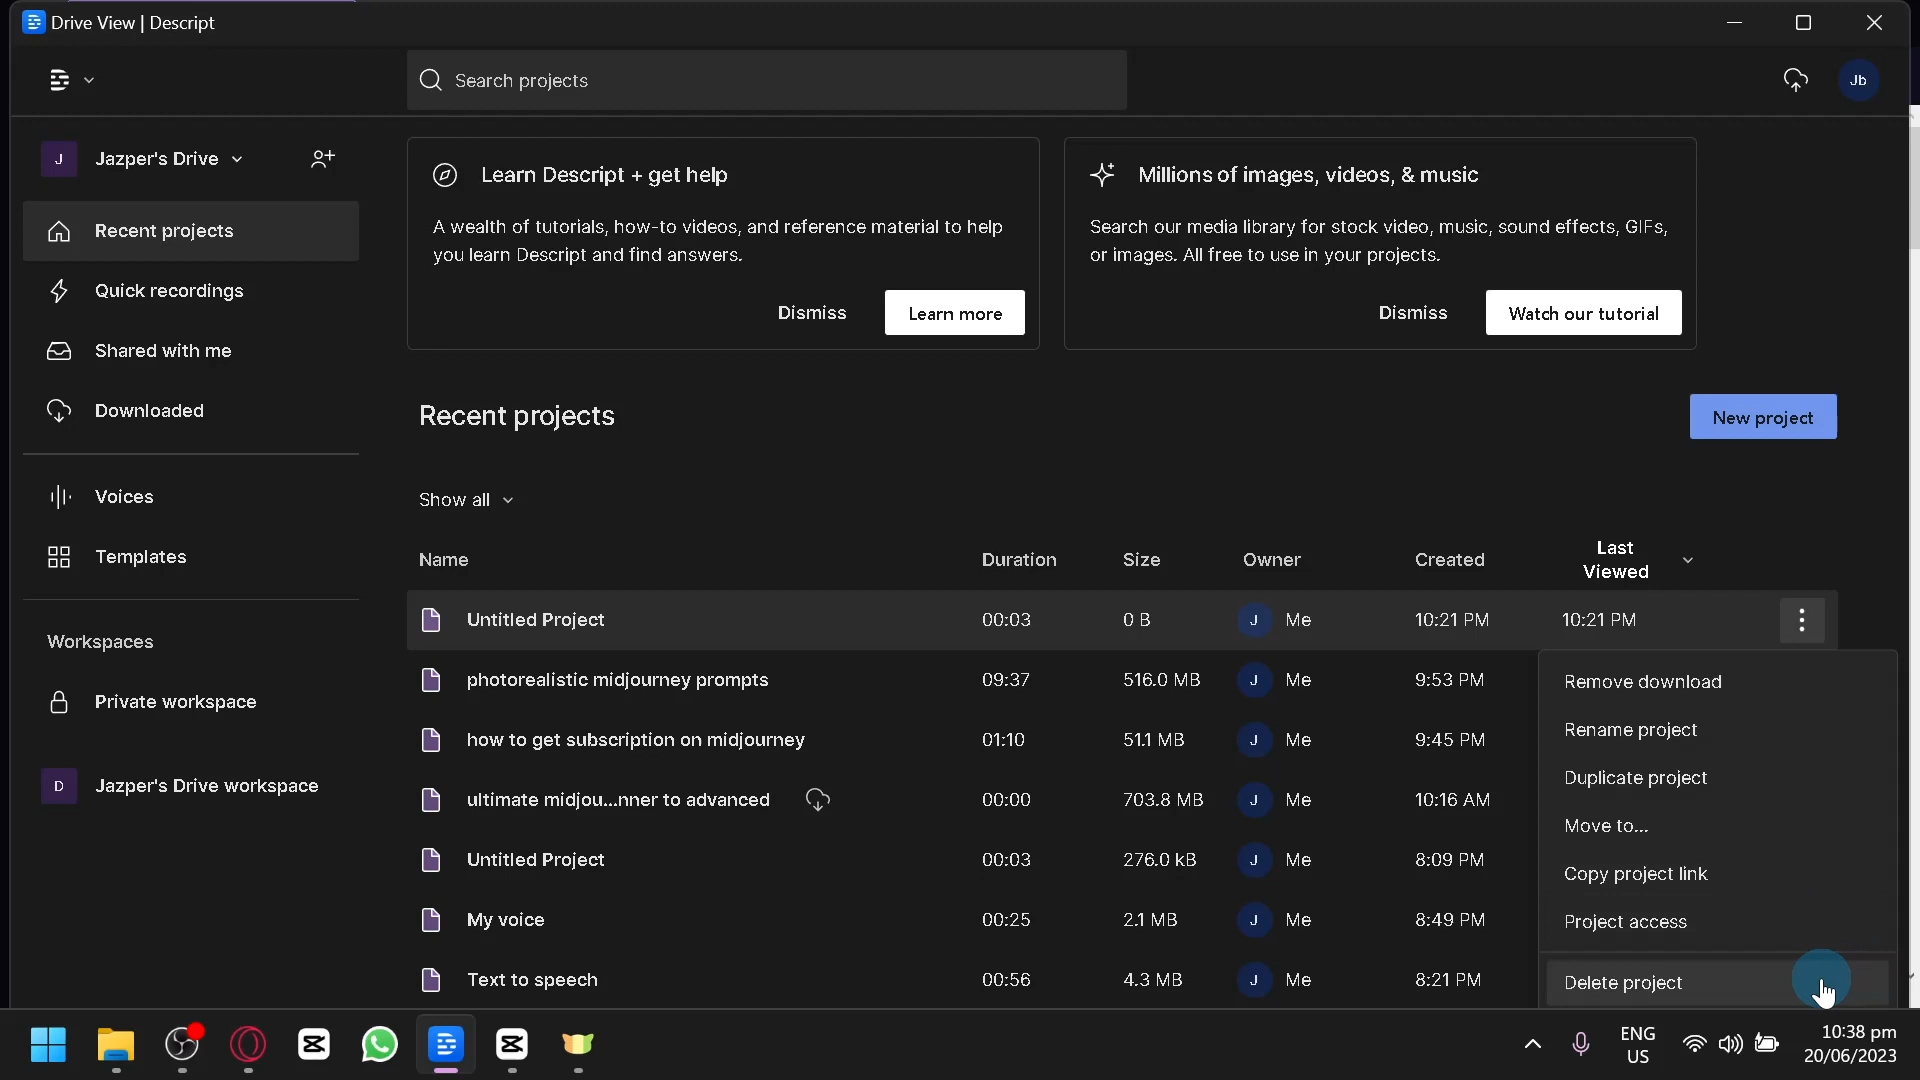 Drive View | Descript
Search projects
Jb
J Jazper's Drive
Recent projects
Quick recordings
Shared with me
Downloaded
Voices
Templates
Workspaces
Private workspace
D Jazper's Drive workspace
Learn Descript + get help
A wealth of tutorials, how-to videos, and reference material to help
you learn Descript and find answers.
Dismiss Learn more
Millions of images, videos, & music
Search our media library for stock video, music, sound effects, GIFs,
or images. All free to use in your projects.
Dismiss Watch our tutorial
Recent projects
New project
Show all
Name Duration Size Owner Created Last Viewed
Untitled Project 00:03 0 B J Me 10:21 PM 10:21 PM
photorealistic midjourney prompts 09:37 516.0 MB J Me 9:53 PM
how to get subscription on midjourney 01:10 51.1 MB J Me 9:45 PM
ultimate midjou...nner to advanced 00:00 703.8 MB J Me 10:16 AM
Untitled Project 00:03 276.0 kB J Me 8:09 PM
My voice 00:25 2.1 MB J Me 8:49 PM
Text to speech 00:56 4.3 MB J Me 8:21 PM
Remove download
Rename project
Duplicate project
Move to...
Copy project link
Project access
Delete project
ENG
US
10:38 pm
20/06/2023